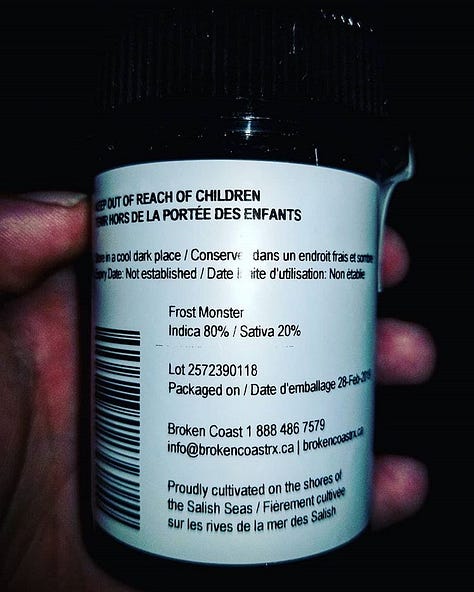 KEEP OUT OF REACH OF CHILDREN
TENIR HORS DE LA PORTÉE DES ENFANTS
Store in a cool dark place / Conserve dans un endroit frais et sombre
Expiry Date: Not established / Date limite d'utilisation: Non établie
Frost Monster
Indica 80% / Sativa 20%
Lot 2572390118
Packaged on / Date d'emballage 28-Feb-
Broken Coast 1 888 486 7579
info@brokencoastrx.ca | brokencoastrx.ca
Proudly cultivated on the shores of
the Salish Seas / Fièrement cultivée
sur les rives de la mer des Salish